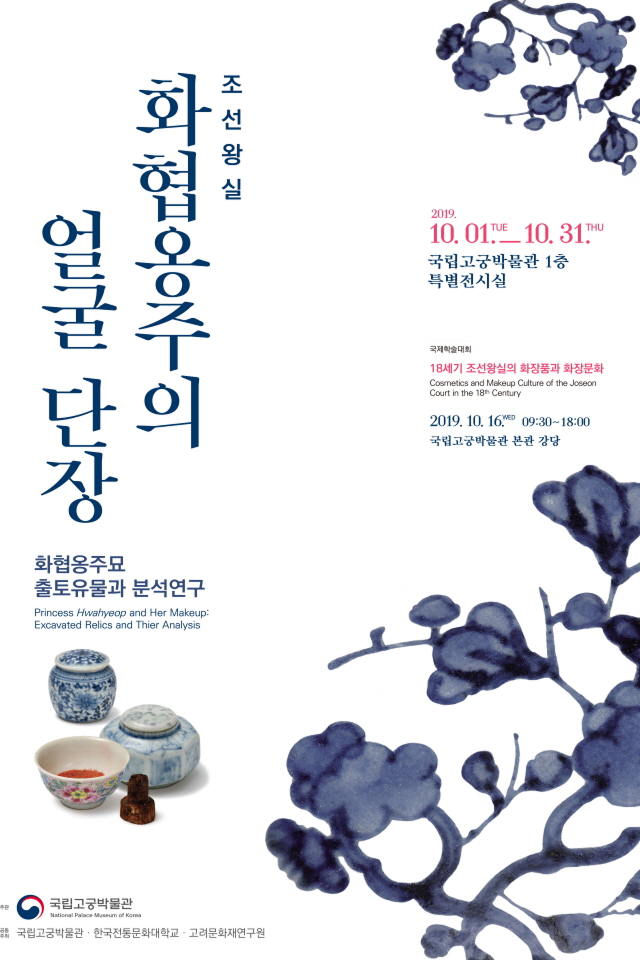 조선왕실
화협옹주의
얼굴 단장
2019.
10. 01.TUE — 10. 31.THU
국립고궁박물관 1층
특별전시실
국제학술대회
18세기 조선왕실의 화장품과 화장문화
Cosmetics and Makeup Culture of the Joseon
Court in the 18th Century
2019. 10. 16.WED 09:30~18:00
국립고궁박물관 본관 강당
화협옹주묘
출토유물과 분석연구
Princess Hwahyeop and Her Makeup:
Excavated Relics and Thier Analysis
주관 국립고궁박물관
National Palace Museum of Korea
공동
주최 국립고궁박물관 · 한국전통문화대학교 · 고려문화재연구원